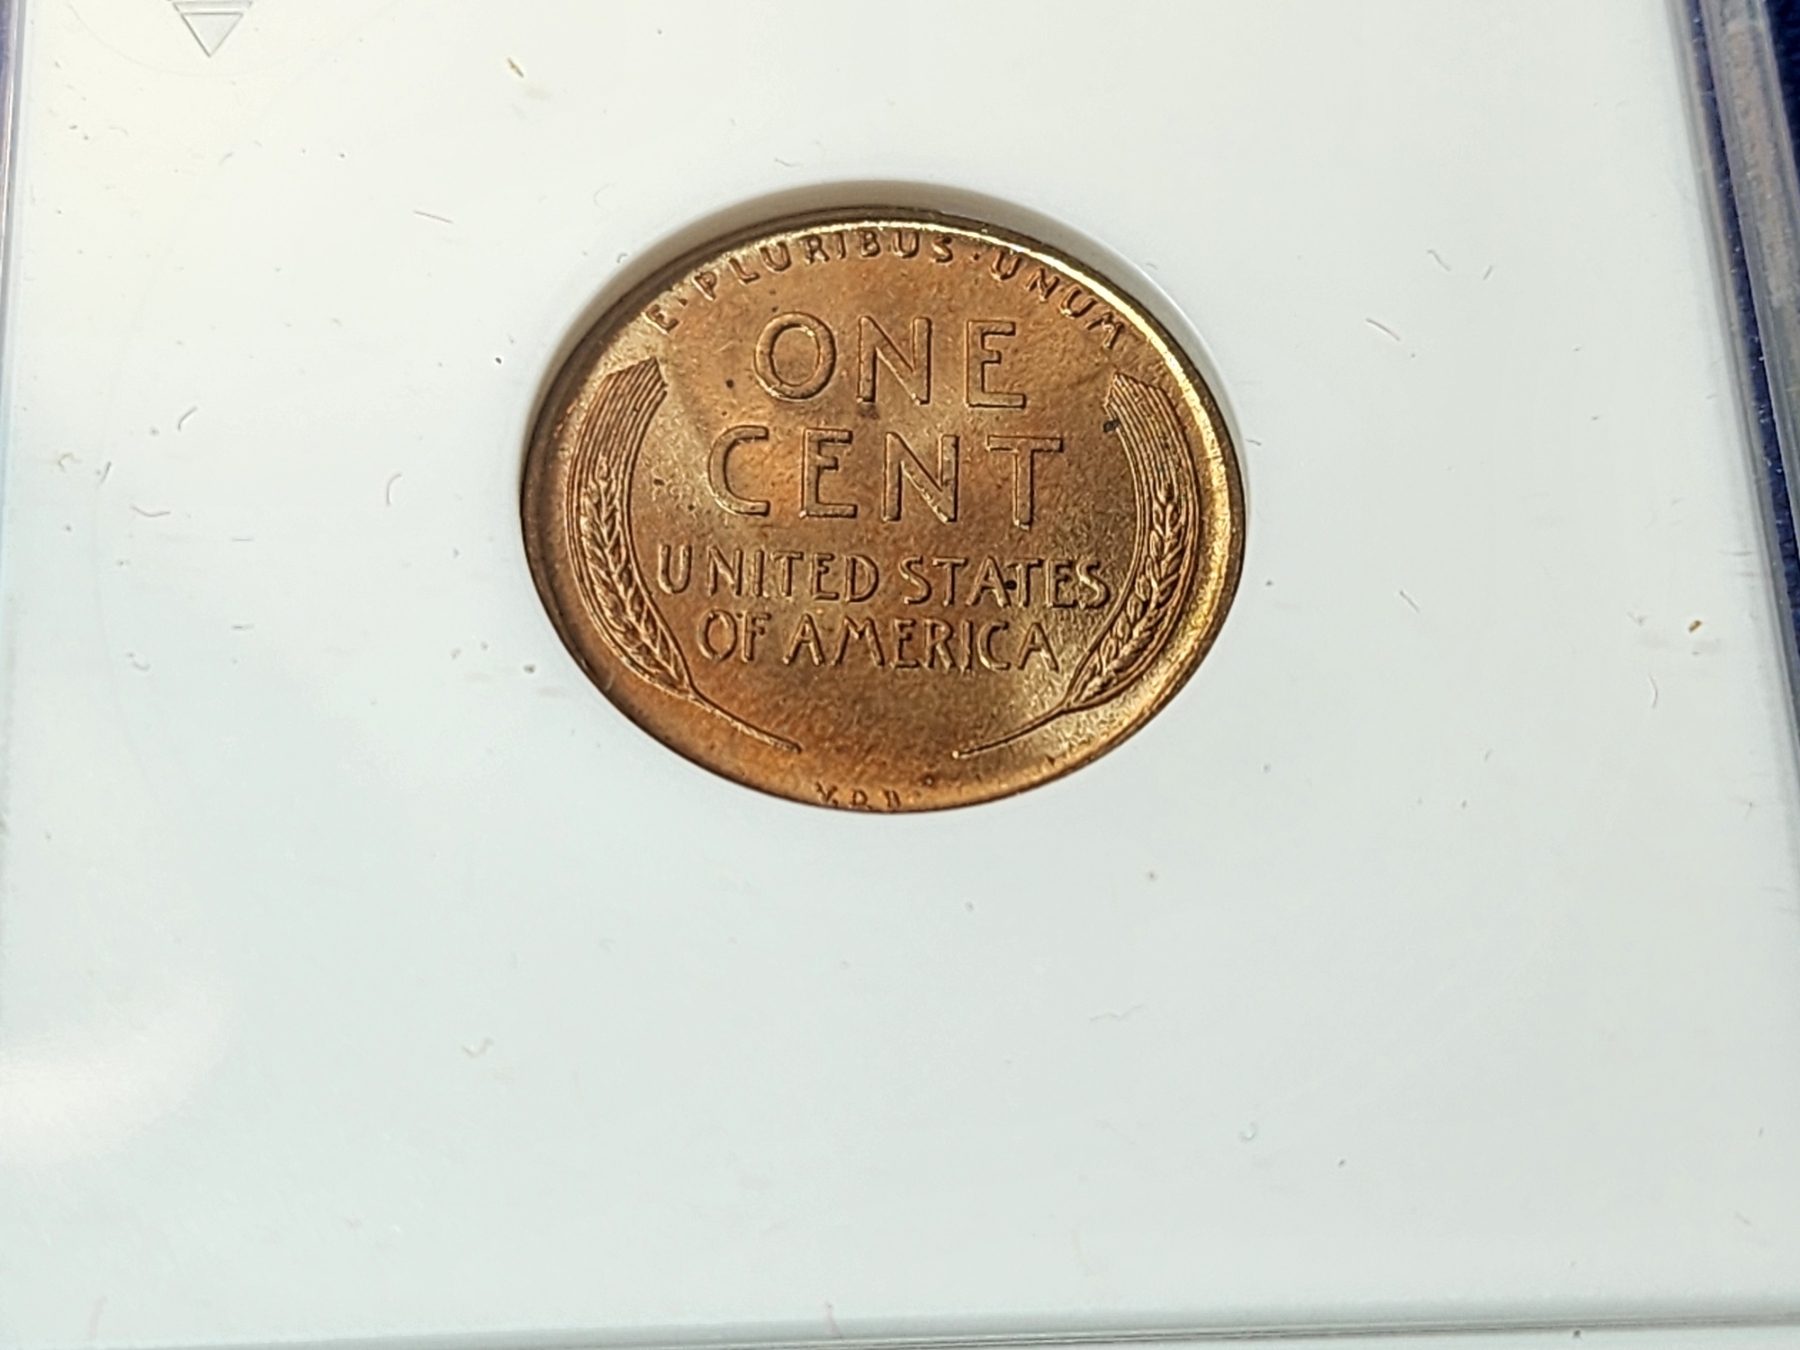 E·PLURIBUS·UNUM
ONE
CENT
UNITED STATES
OF AMERICA
V.D.B.